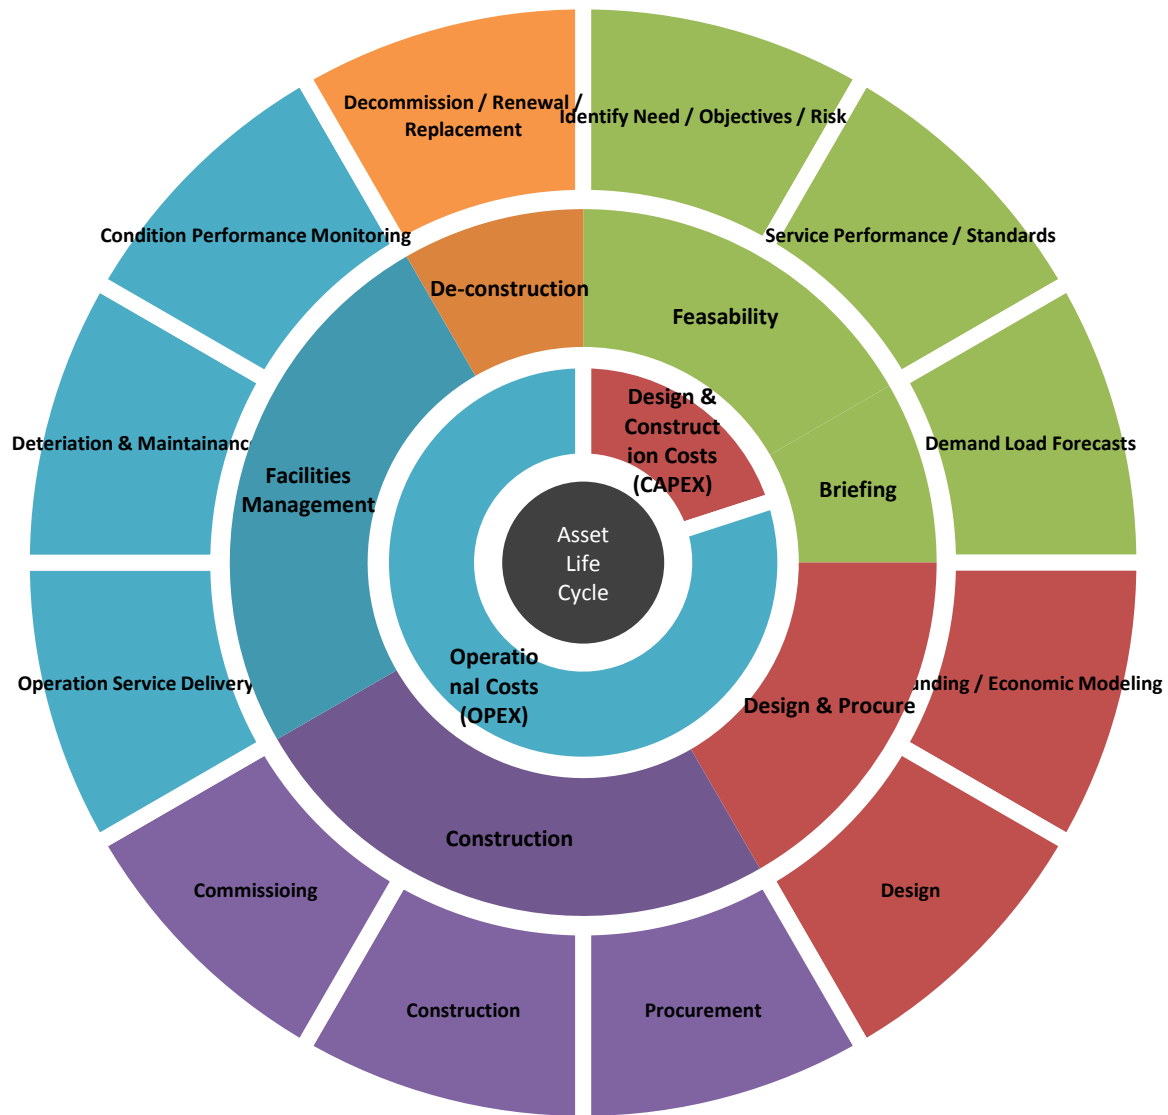 Decommission / Renewal /
Replacement
Identify Need / Objectives / Risk
Condition Performance Monitoring
Service Performance / Standards
De-construction
Feasability
Design &
Construct
ion Costs
(CAPEX)
Deteriation & Maintainance
Demand Load Forecasts
Facilities
Management
Briefing
Asset
Life
Cycle
Operatio
nal Costs
(OPEX)
Operation Service Delivery
Design & Procure
unding / Economic Modeling
Construction
Commissioing
Design
Construction
Procurement